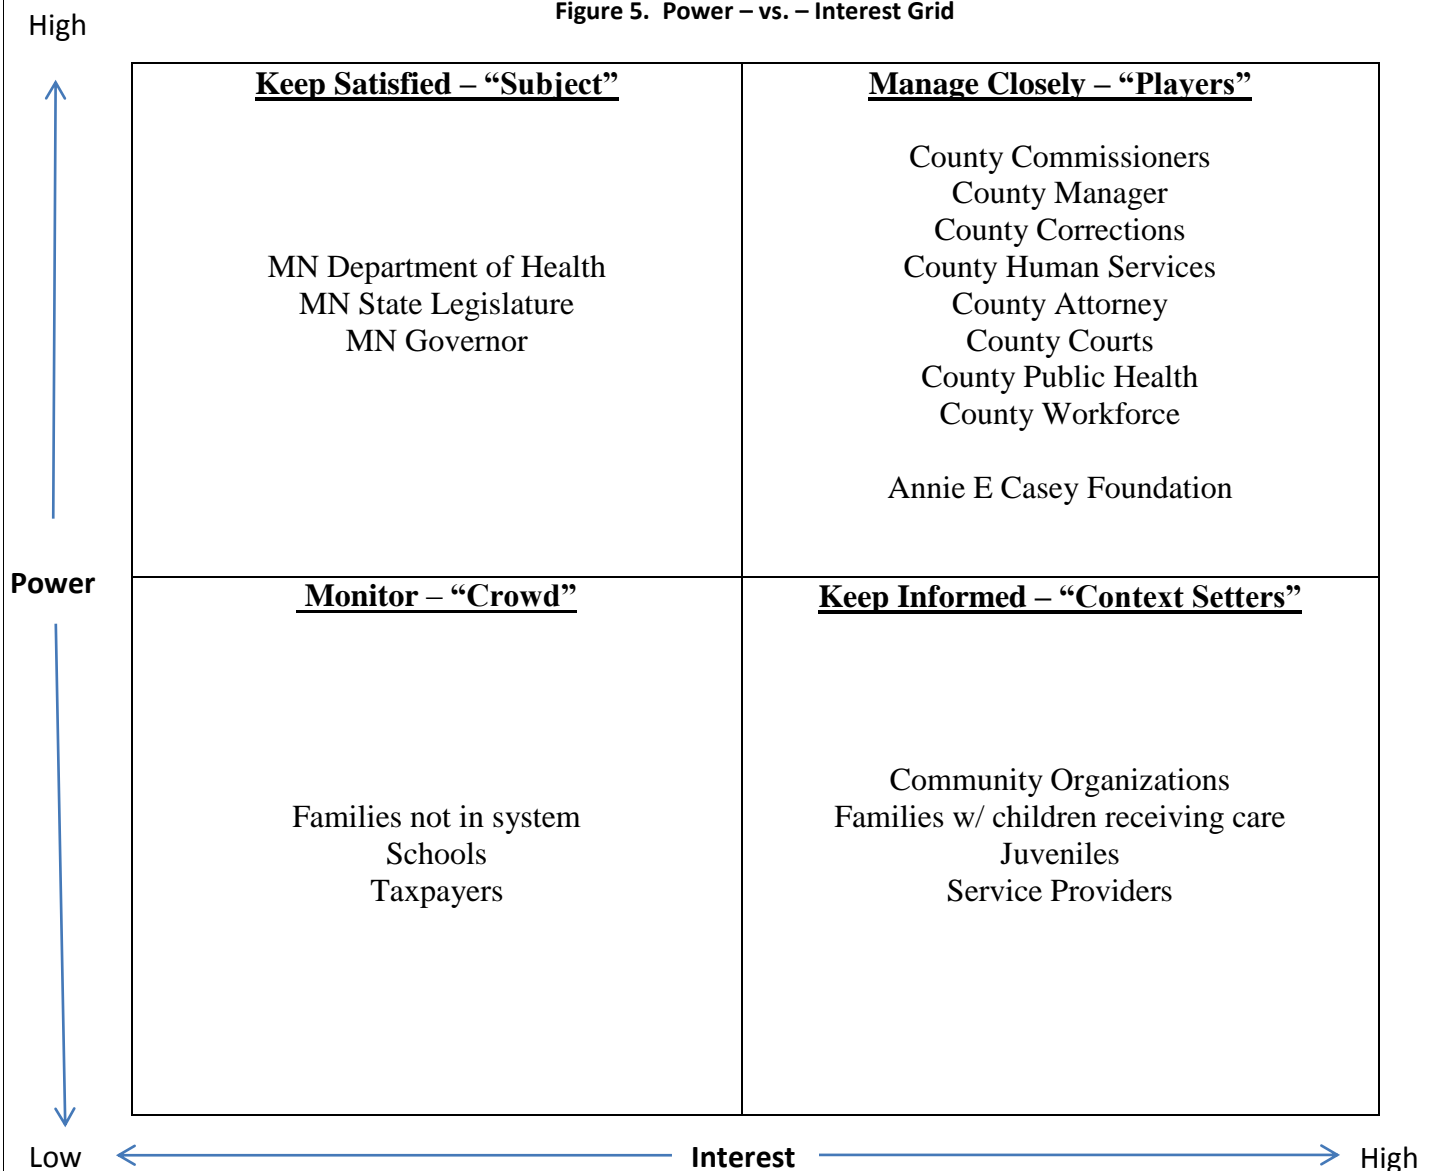 Figure 5.  Power – vs. – Interest Grid
High
Keep Satisfied – “Subject”
MN Department of Health
MN State Legislature
MN Governor
Manage Closely – “Players”
County Commissioners
County Manager
County Corrections
County Human Services
County Attorney
County Courts
County Public Health
County Workforce
Annie E Casey Foundation
Power
Monitor – “Crowd”
Families not in system
Schools
Taxpayers
Keep Informed – “Context Setters”
Community Organizations
Families w/ children receiving care
Juveniles
Service Providers
Low
Interest
High